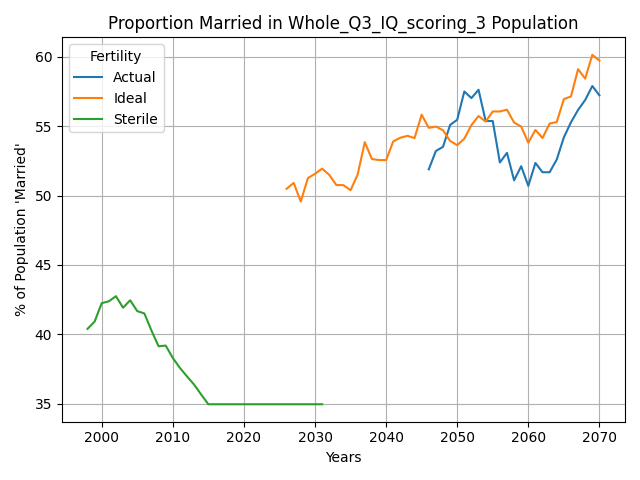 Proportion Married in Whole_Q3_IQ_scoring_3 Population
Fertility
Actual
Ideal
Sterile
% of Population 'Married'
60
55
50
45
40
35
2000
2010
2020
2030
2040
2050
2060
2070
Years